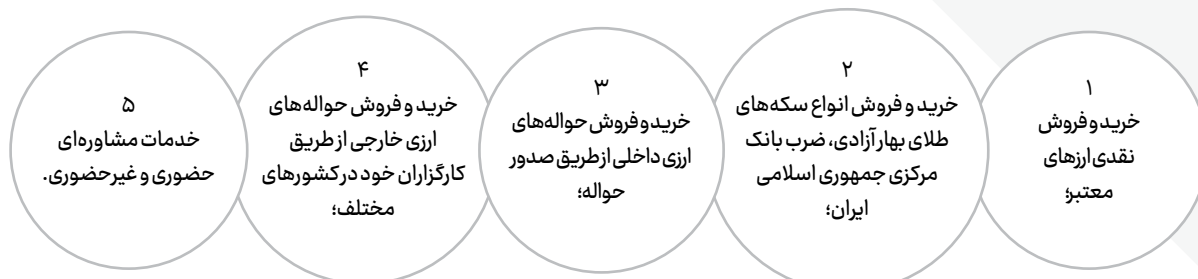 ۱
خرید و فروش
نقدی ارزهای
معتبر؛
۲
خرید و فروش انواع سکه‌های
طلای بهار آزادی، ضرب بانک
مرکزی جمهوری اسلامی
ایران؛
۳
خرید و فروش حواله‌های
ارزی داخلی از طریق صدور
حواله؛
۴
خرید و فروش حواله‌های
ارزی خارجی از طریق
کارگزاران خود در کشورهای
مختلف؛
۵
خدمات مشاوره‌ای
حضوری و غیرحضوری.